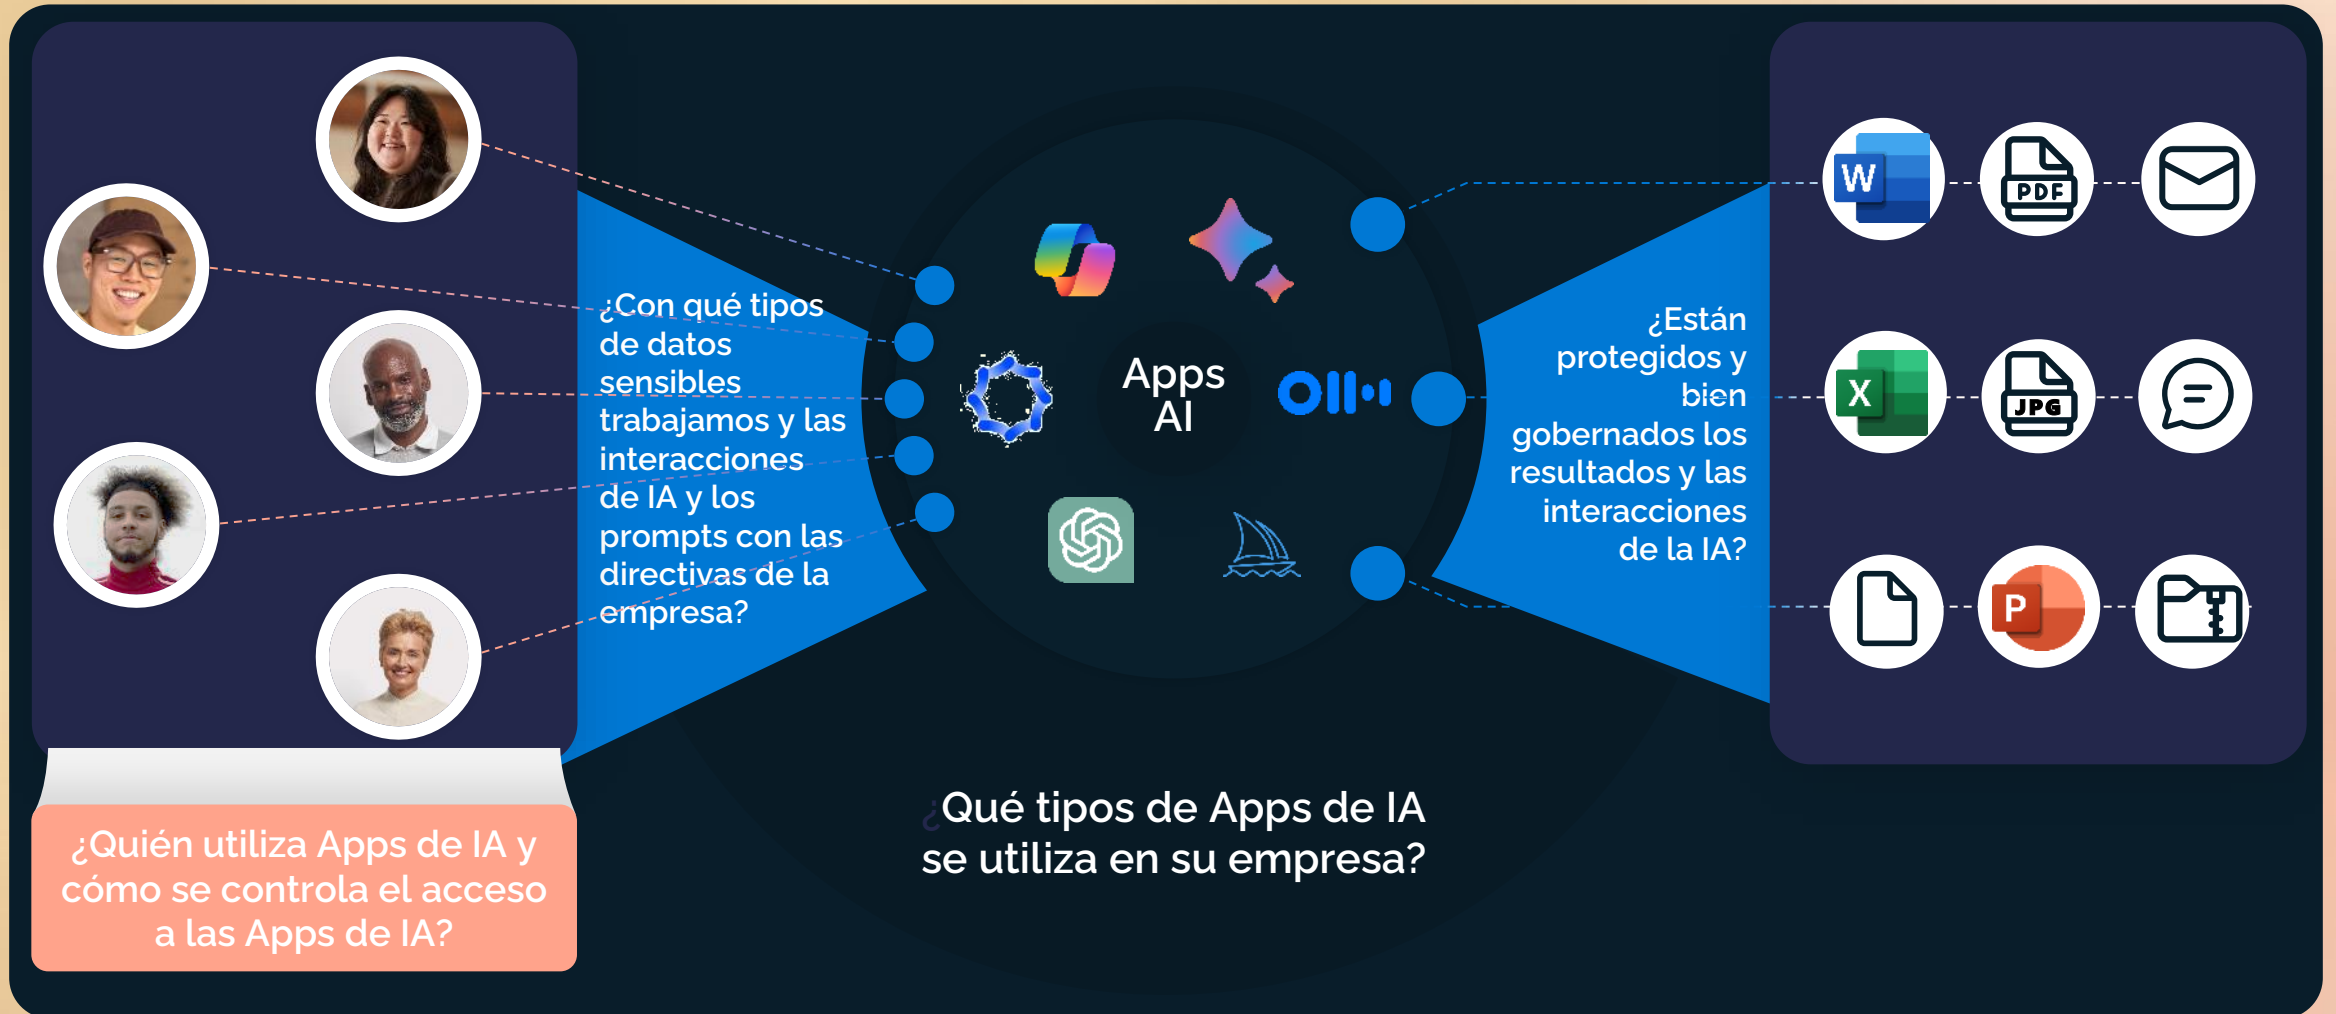 ¿Con qué tipos
de datos
sensibles
trabajamos y las
interacciones
de IA y los
prompts con las
directivas de la
empresa?
Apps
AI
¿Están
protegidos y
bien
gobernados los
resultados y las
interacciones
de la IA?
W
PDF
X
JPG
P
¿Qué tipos de Apps de IA
se utiliza en su empresa?
¿Quién utiliza Apps de IA y
cómo se controla el acceso
a las Apps de IA?